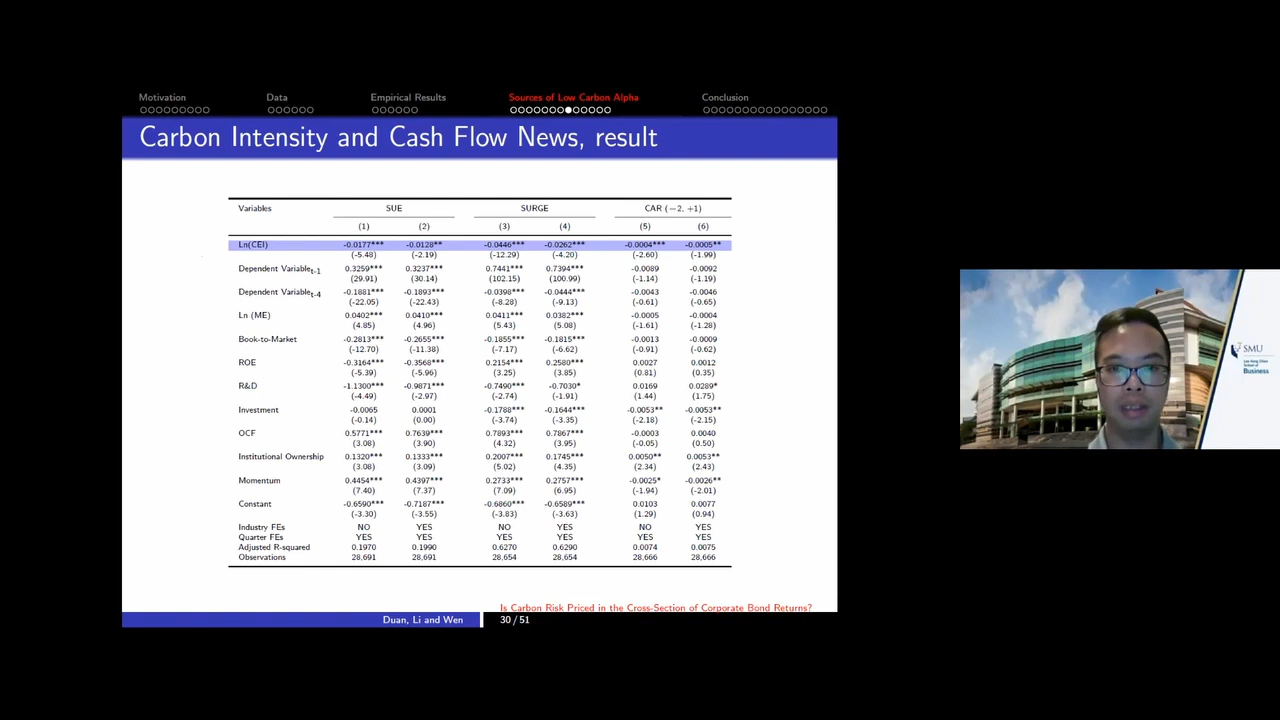 Motivation Data Empirical Results Sources of Low Carbon Alpha Conclusion
Carbon Intensity and Cash Flow News, result
Variables SUE SURGE CAR (−2, +1)
(1) (2) (3) (4) (5) (6)
Ln(CEI) -0.0177*** -0.0128** -0.0446*** -0.0262*** -0.0004*** -0.0005**
(-5.48) (-2.19) (-12.29) (-4.20) (-2.60) (-1.99)
Dependent Variablet-1 0.3259*** 0.3237*** 0.7441*** 0.7394*** -0.0089 -0.0092
(29.91) (30.14) (102.15) (100.99) (-1.14) (-1.19)
Dependent Variablet-4 -0.1881*** -0.1893*** -0.0398*** -0.0444*** -0.0043 -0.0046
(-22.05) (-22.43) (-8.28) (-9.13) (-0.61) (-0.65)
Ln (ME) 0.0402*** 0.0410*** 0.0411*** 0.0382*** -0.0005 -0.0004
(4.85) (4.96) (5.43) (5.08) (-1.61) (-1.28)
Book-to-Market -0.2813*** -0.2655*** -0.1855*** -0.1815*** -0.0013 -0.0009
(-12.70) (-11.38) (-7.17) (-6.62) (-0.91) (-0.62)
ROE -0.3164*** -0.3568*** 0.2154*** 0.2580*** 0.0027 0.0012
(-5.39) (-5.96) (3.25) (3.85) (0.81) (0.35)
R&D -1.1300*** -0.9871*** -0.7490*** -0.7030* 0.0169 0.0289*
(-4.49) (-2.97) (-2.74) (-1.91) (1.44) (1.75)
Investment -0.0065 0.0001 -0.1788*** -0.1644*** -0.0053** -0.0053**
(-0.14) (0.00) (-3.74) (-3.35) (-2.18) (-2.15)
OCF 0.5771*** 0.7639*** 0.7893*** 0.7867*** -0.0003 0.0040
(3.08) (3.90) (4.32) (3.95) (-0.05) (0.50)
Institutional Ownership 0.1320*** 0.1333*** 0.2007*** 0.1745*** 0.0050** 0.0053**
(3.08) (3.09) (5.02) (4.35) (2.34) (2.43)
Momentum 0.4454*** 0.4397*** 0.2733*** 0.2757*** -0.0025* -0.0026**
(7.40) (7.37) (7.09) (6.95) (-1.94) (-2.01)
Constant -0.6590*** -0.7187*** -0.6860*** -0.6589*** 0.0103 0.0077
(-3.30) (-3.55) (-3.83) (-3.63) (1.29) (0.94)
Industry FEs NO YES NO YES NO YES
Quarter FEs YES YES YES YES YES YES
Adjusted R-squared 0.1970 0.1990 0.6270 0.6290 0.0074 0.0075
Observations 28,691 28,691 28,654 28,654 28,666 28,666
Is Carbon Risk Priced in the Cross-Section of Corporate Bond Returns?
Duan, Li and Wen 30 / 51
SMU
Lee Kong Chian
School of
Business